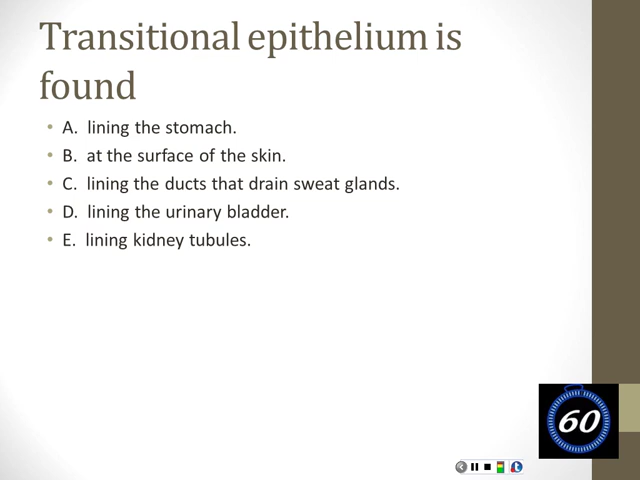 Transitional epithelium is
found
• A. lining the stomach.
• B. at the surface of the skin.
• C. lining the ducts that drain sweat glands.
• D. lining the urinary bladder.
• E. lining kidney tubules.
60